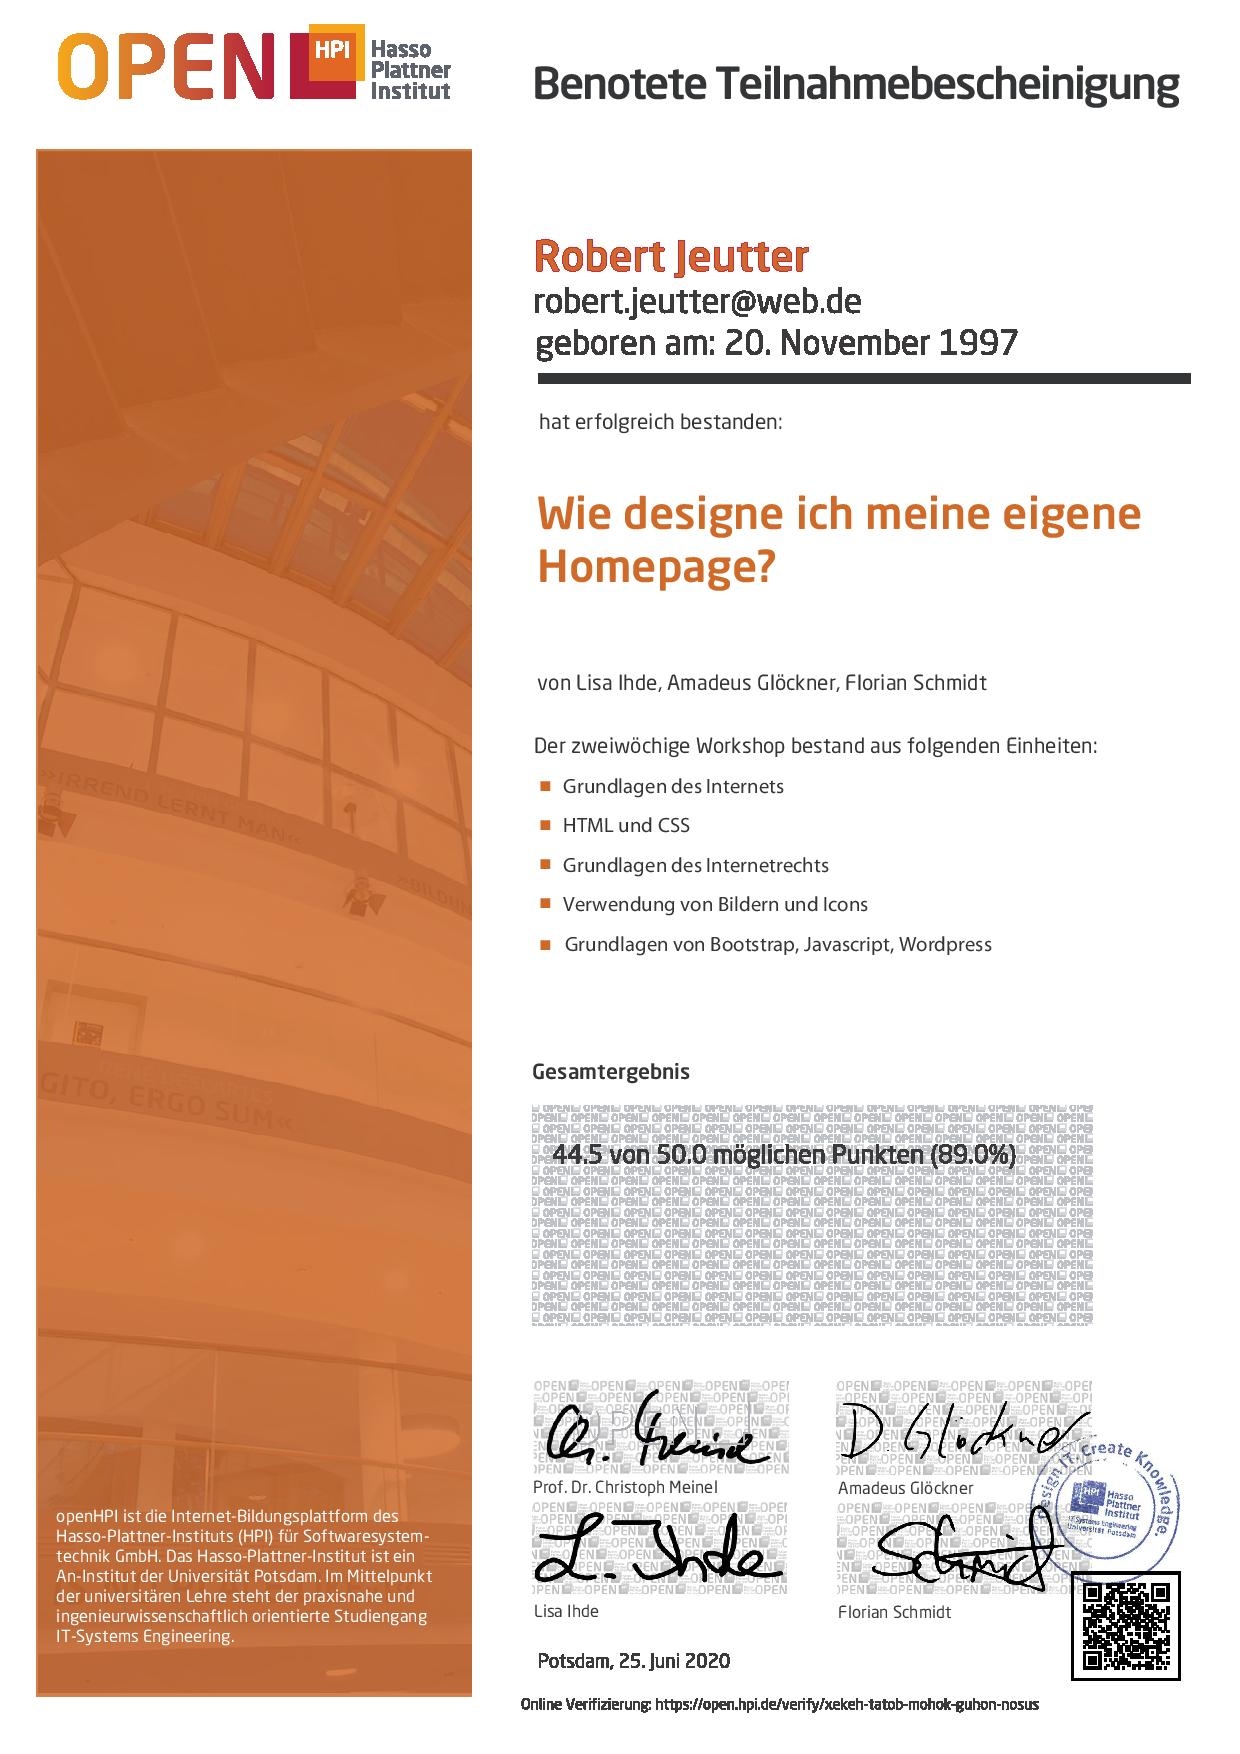 OPEN HPI Hasso
Plattner
Institut
Benotete Teilnahmebescheinigung
Robert Jeutter
robert.jeutter@web.de
geboren am: 20. November 1997
hat erfolgreich bestanden:
Wie designe ich meine eigene
Homepage?
von Lisa Ihde, Amadeus Glöckner, Florian Schmidt
Der zweiwöchige Workshop bestand aus folgenden Einheiten:
Grundlagen des Internets
HTML und CSS
Grundlagen des Internetrechts
Verwendung von Bildern und Icons
Grundlagen von Bootstrap, Javascript, Wordpress
»IRREND LERNT MAN«
»BILDUN
GITO, ERGO SUM«
Gesamtergebnis
44.5 von 50.0 möglichen Punkten (89.0%)
Prof. Dr. Christoph Meinel
D. Glöckner
Amadeus Glöckner
L. Ihde
Lisa Ihde
Schmidt
Florian Schmidt
Design IT. Create Knowledge.
HPI Hasso
Plattner
Institut
IT Systems Engineering
Universität Potsdam
openHPI ist die Internet-Bildungsplattform des
Hasso-Plattner-Instituts (HPI) für Softwaresystem-
technik GmbH. Das Hasso-Plattner-Institut ist ein
An-Institut der Universität Potsdam. Im Mittelpunkt
der universitären Lehre steht der praxisnahe und
ingenieurwissenschaftlich orientierte Studiengang
IT-Systems Engineering.
Potsdam, 25. Juni 2020
Online Verifizierung: https://open.hpi.de/verify/xekeh-tatob-mohok-guhon-nosus